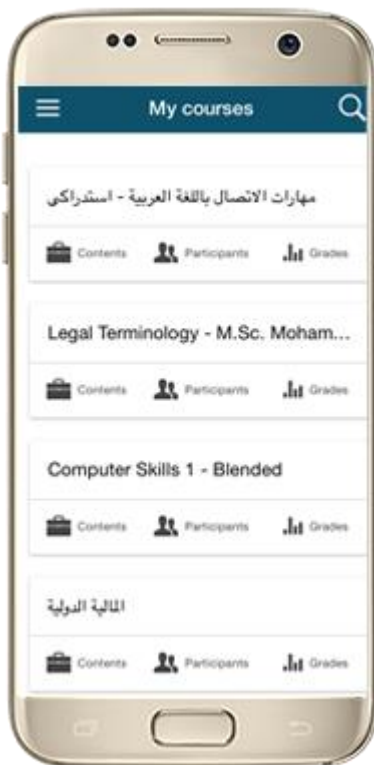 My courses
مهارات الاتصال باللغة العربية - استدراكي
Contents Participants Grades
Legal Terminology - M.Sc. Moham...
Contents Participants Grades
Computer Skills 1 - Blended
Contents Participants Grades
المالية الدولية
Contents Participants Grades